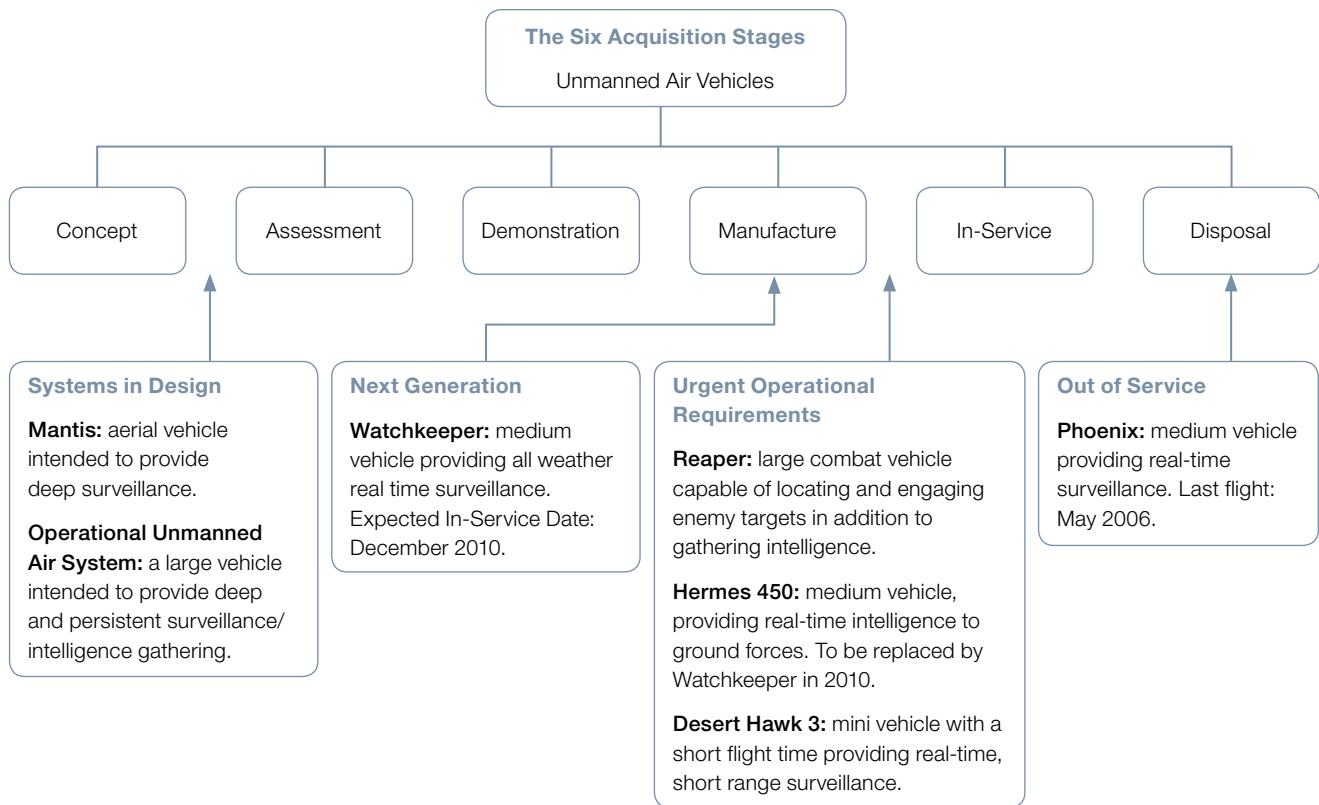 The Six Acquisition Stages
Unmanned Air Vehicles
Concept
Assessment
Demonstration
Manufacture
In-Service
Disposal
Systems in Design
Mantis: aerial vehicle
intended to provide
deep surveillance.
Operational Unmanned
Air System: a large vehicle
intended to provide deep
and persistent surveillance/
intelligence gathering.
Next Generation
Watchkeeper: medium
vehicle providing all weather
real time surveillance.
Expected In-Service Date:
December 2010.
Urgent Operational
Requirements
Reaper: large combat vehicle
capable of locating and engaging
enemy targets in addition to
gathering intelligence.
Hermes 450: medium vehicle,
providing real-time intelligence to
ground forces. To be replaced by
Watchkeeper in 2010.
Desert Hawk 3: mini vehicle with a
short flight time providing real-time,
short range surveillance.
Out of Service
Phoenix: medium vehicle
providing real-time
surveillance. Last flight:
May 2006.